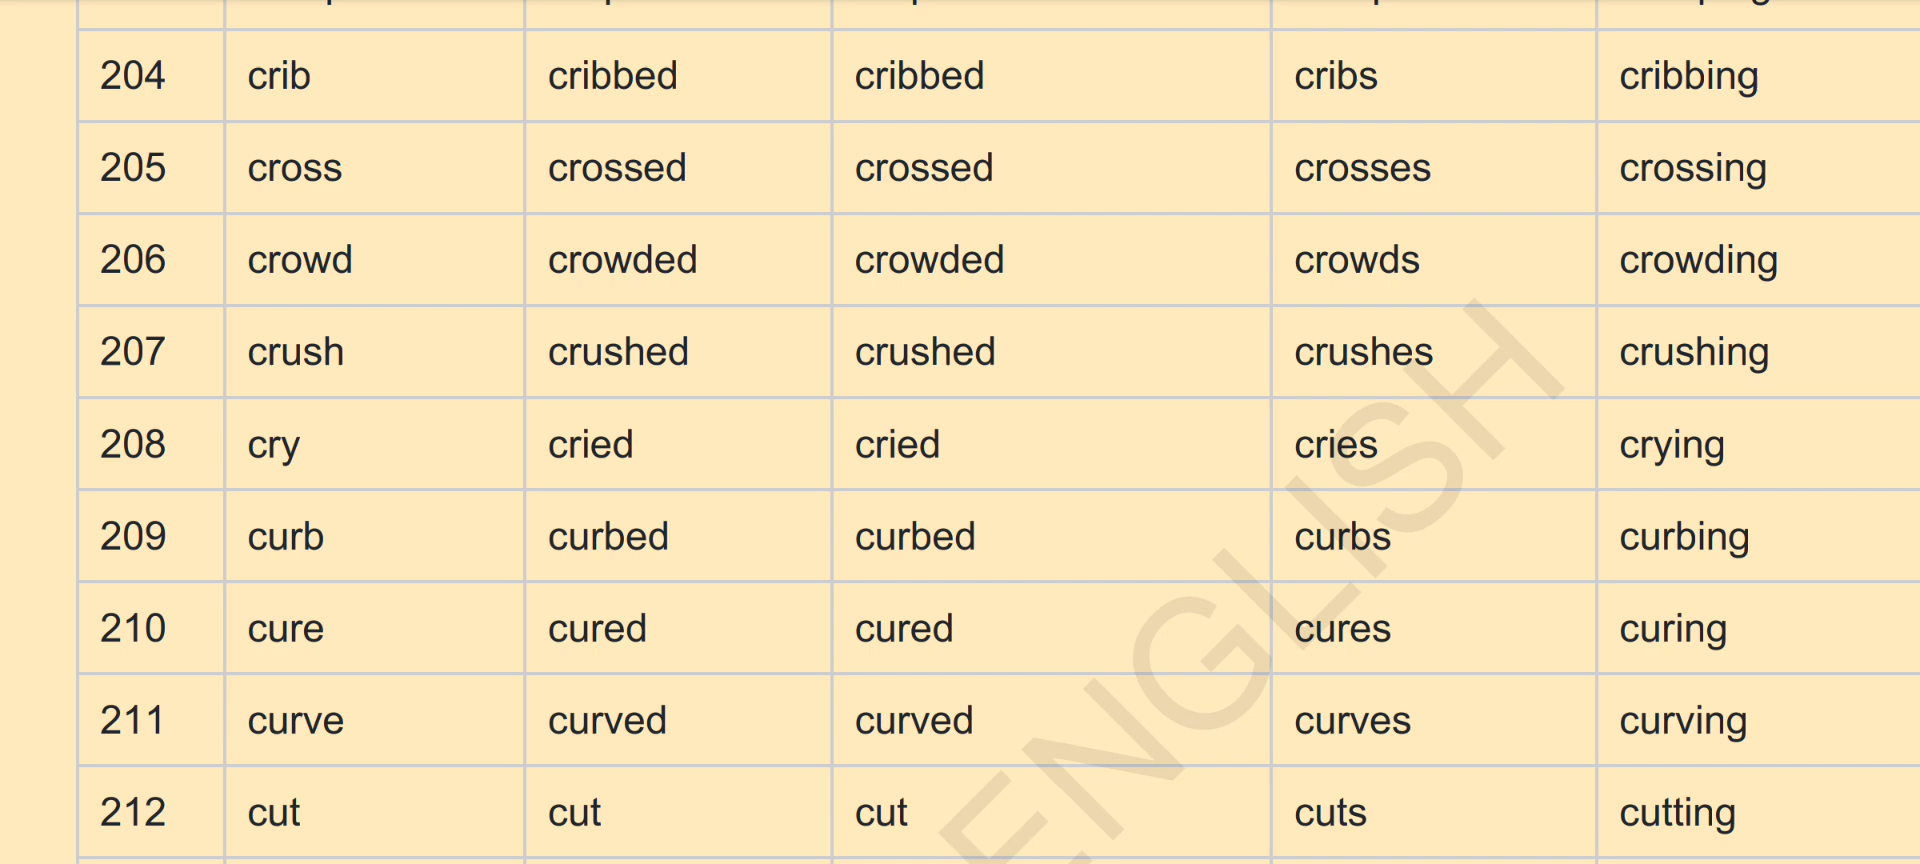 204 crib cribbed cribbed cribs cribbing
205 cross crossed crossed crosses crossing
206 crowd crowded crowded crowds crowding
207 crush crushed crushed crushes crushing
208 cry cried cried cries crying
209 curb curbed curbed curbs curbing
210 cure cured cured cures curing
211 curve curved curved curves curving
212 cut cut cut cuts cutting
ENGLISH